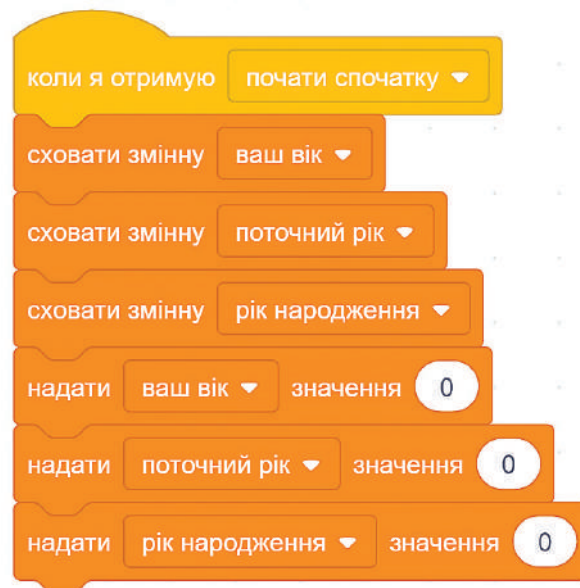 коли я отримую почати спочатку
сховати змінну ваш вік
сховати змінну поточний рік
сховати змінну рік народження
надати ваш вік значення 0
надати поточний рік значення 0
надати рік народження значення 0